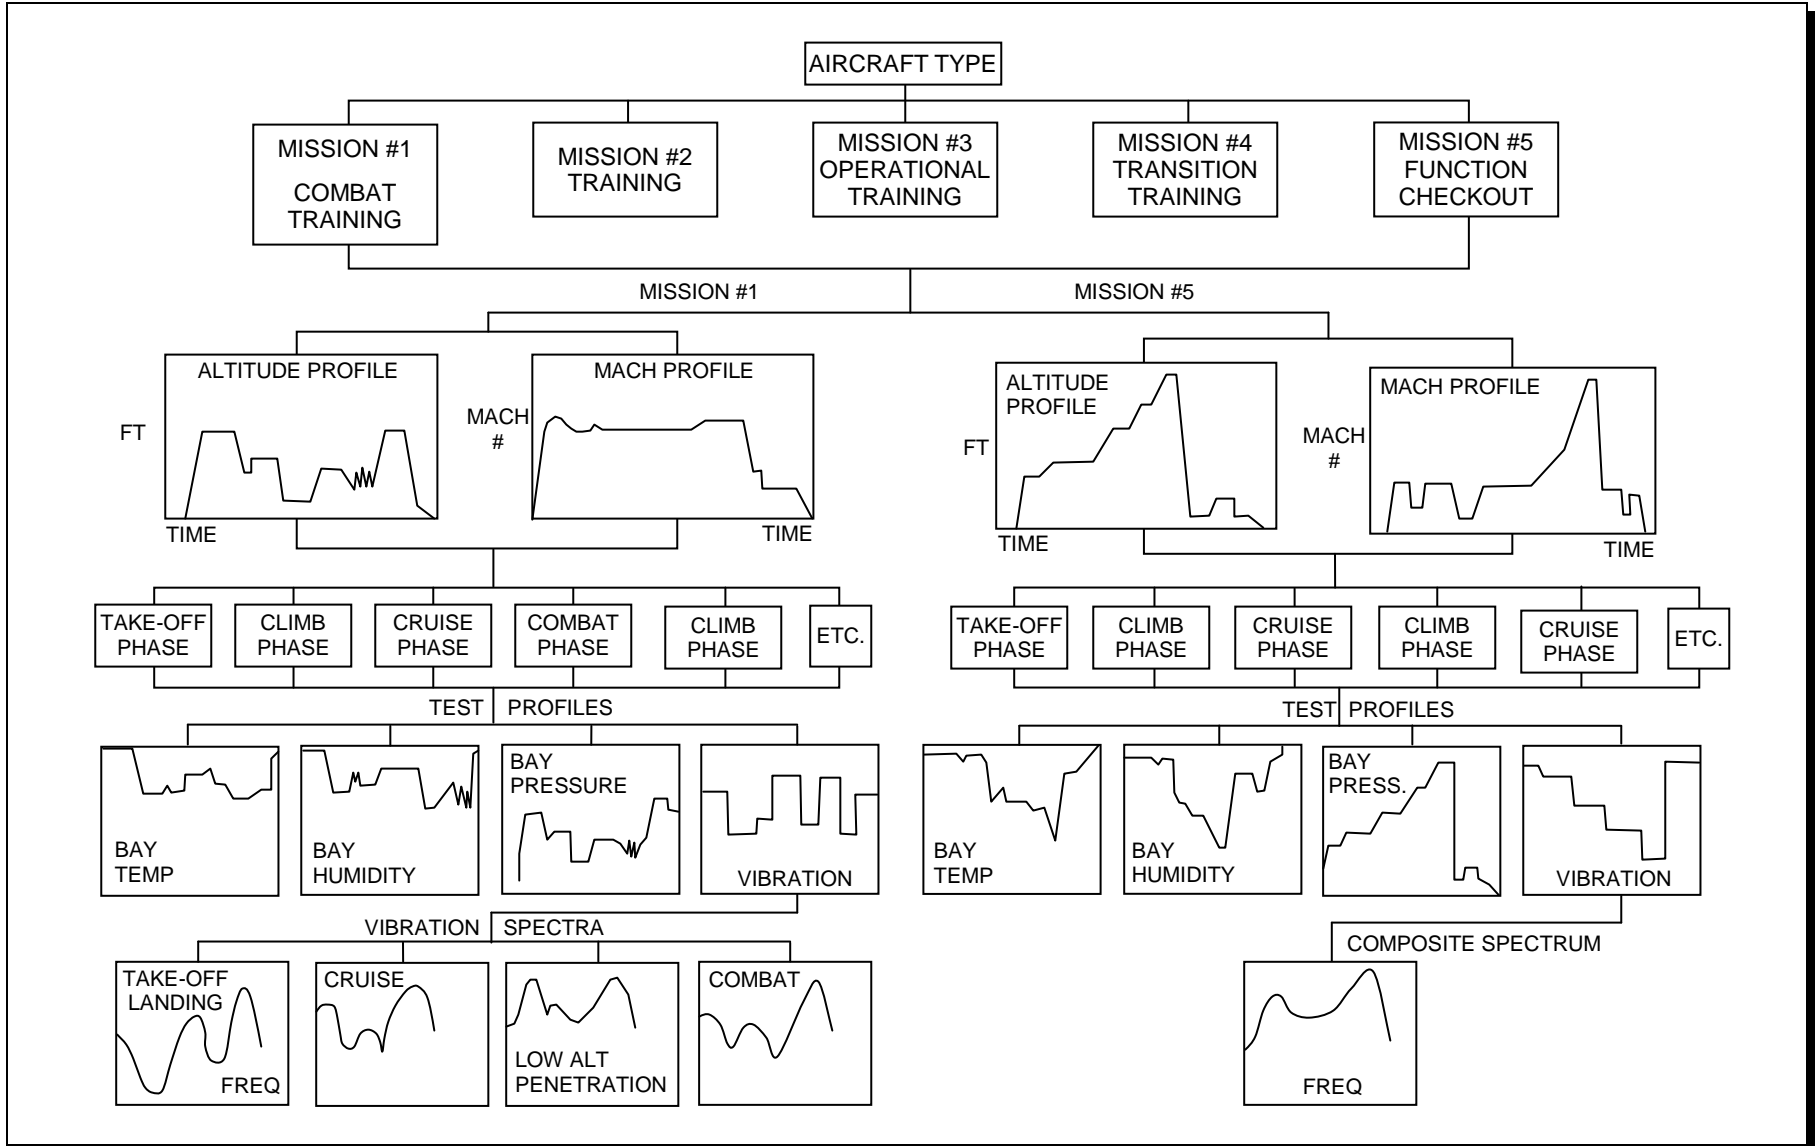 AIRCRAFT TYPE
MISSION #1
COMBAT
TRAINING
MISSION #2
TRAINING
MISSION #3
OPERATIONAL
TRAINING
MISSION #4
TRANSITION
TRAINING
MISSION #5
FUNCTION
CHECKOUT
MISSION #1
MISSION #5
ALTITUDE PROFILE
FT
TIME
MACH PROFILE
MACH
#
TIME
ALTITUDE
PROFILE
FT
TIME
MACH PROFILE
MACH
#
TIME
TAKE-OFF
PHASE
CLIMB
PHASE
CRUISE
PHASE
COMBAT
PHASE
CLIMB
PHASE
ETC.
TAKE-OFF
PHASE
CLIMB
PHASE
CRUISE
PHASE
CLIMB
PHASE
CRUISE
PHASE
ETC.
TEST PROFILES
TEST PROFILES
BAY
TEMP
BAY
HUMIDITY
BAY
PRESSURE
VIBRATION
BAY
TEMP
BAY
HUMIDITY
BAY
PRESS.
VIBRATION
VIBRATION SPECTRA
COMPOSITE SPECTRUM
TAKE-OFF
LANDING
FREQ
CRUISE
LOW ALT
PENETRATION
COMBAT
FREQ